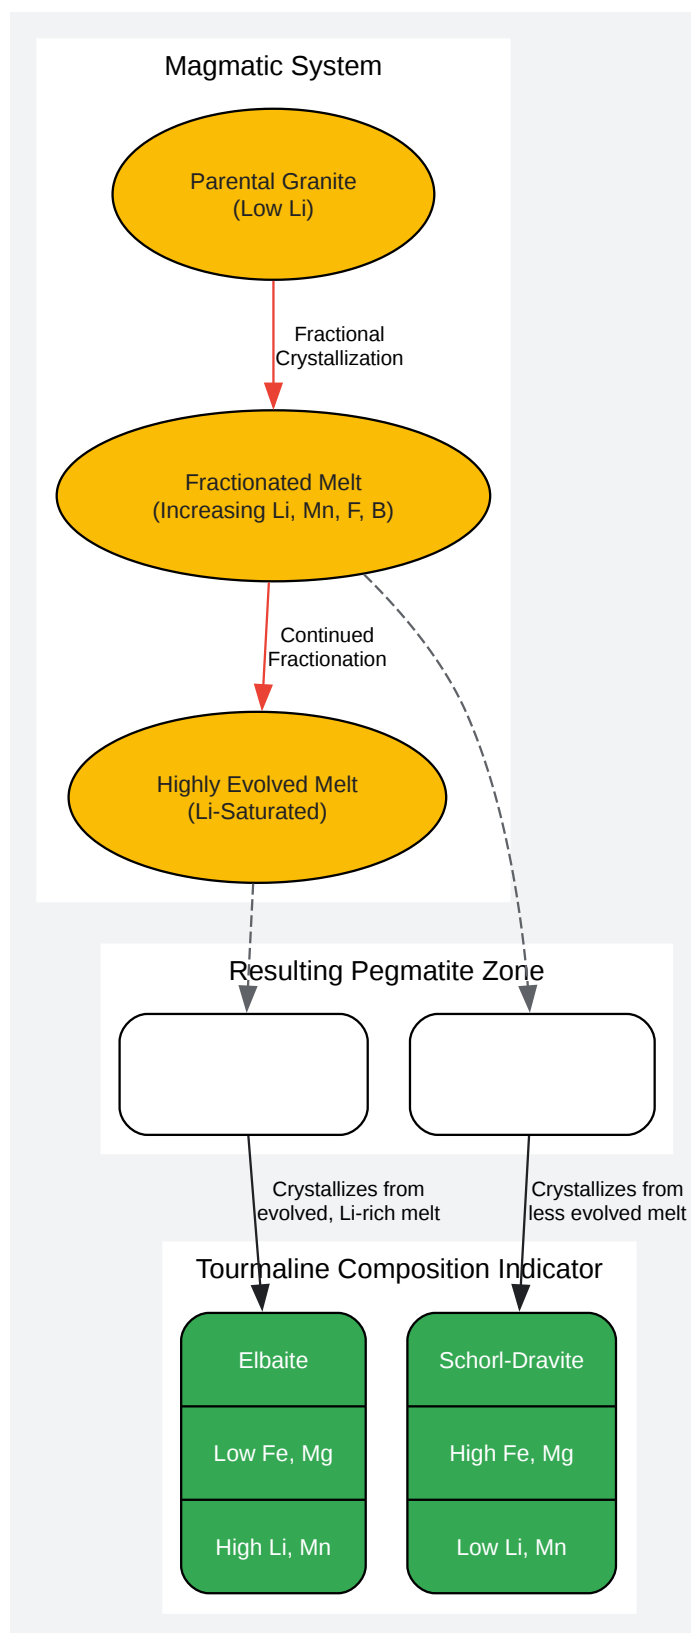 Magmatic System
Parental Granite
(Low Li)
Fractional
Crystallization
Fractionated Melt
(Increasing Li, Mn, F, B)
Continued
Fractionation
Highly Evolved Melt
(Li-Saturated)
Resulting Pegmatite Zone
Crystallizes from
evolved, Li-rich melt
Crystallizes from
less evolved melt
Tourmaline Composition Indicator
Elbaite
Low Fe, Mg
High Li, Mn
Schorl-Dravite
High Fe, Mg
Low Li, Mn